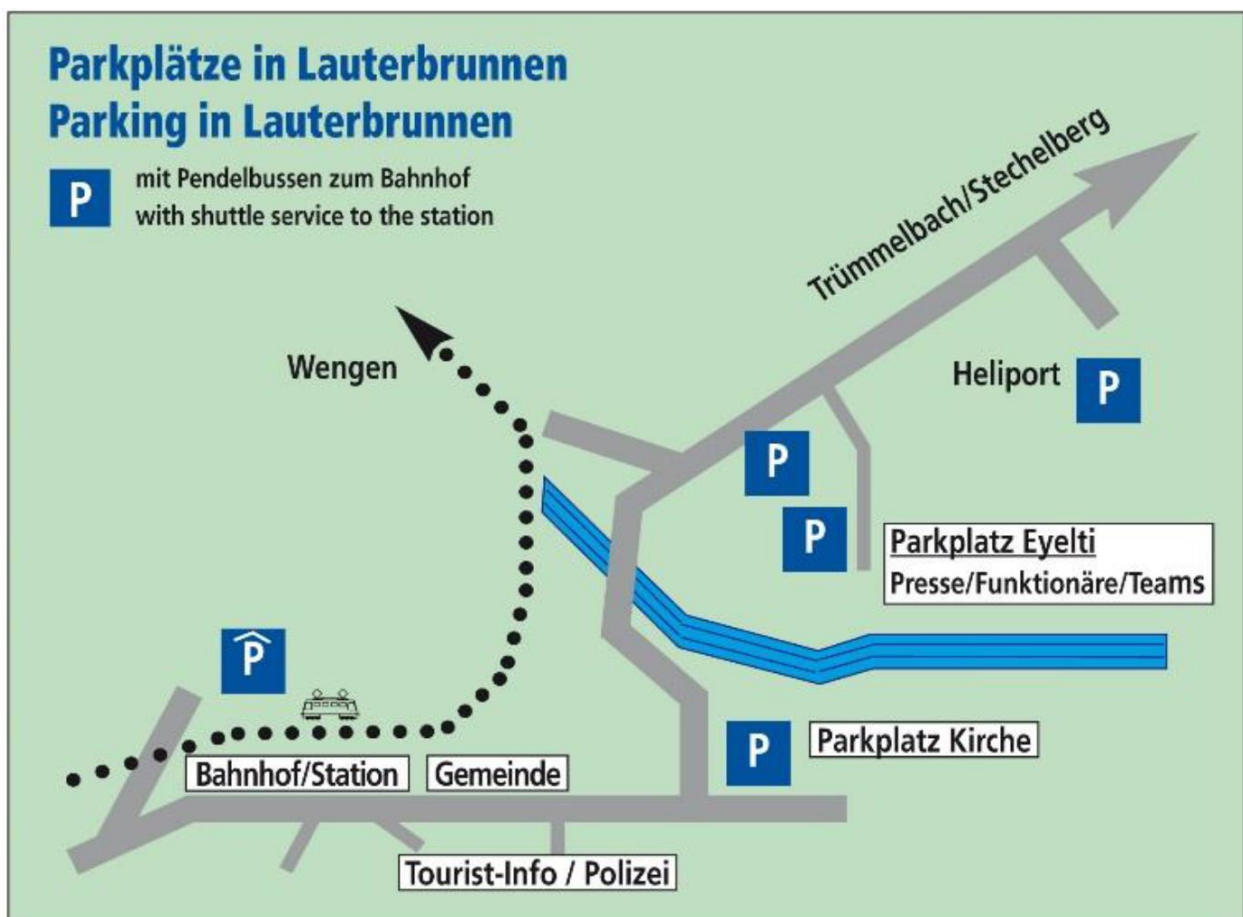 Parkplätze in Lauterbrunnen
Parking in Lauterbrunnen
P
mit Pendelbussen zum Bahnhof
with shuttle service to the station
Trümmelbach/Stechelberg
Wengen
Heliport
P
P
P
Parkplatz Eyelti
Presse/Funktionäre/Teams
P
P
Parkplatz Kirche
Bahnhof/Station
Gemeinde
Tourist-Info / Polizei